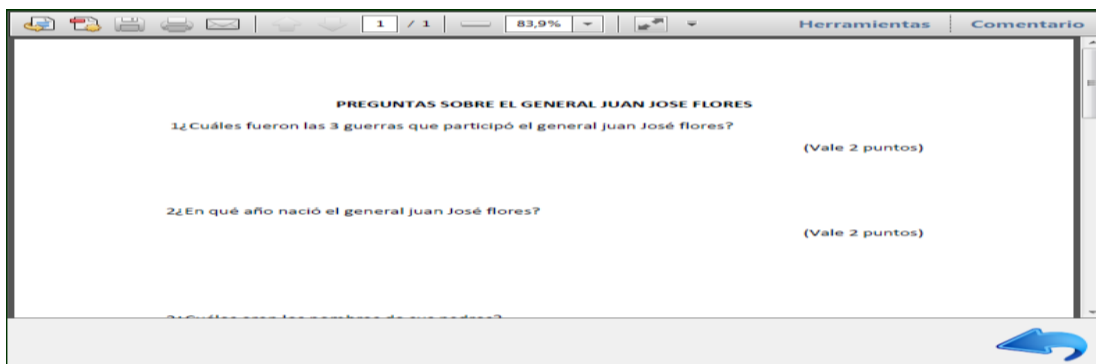 1 / 1 83,9% Herramientas Comentario
PREGUNTAS SOBRE EL GENERAL JUAN JOSE FLORES
1¿Cuáles fueron las 3 guerras que participó el general juan José flores?
(Vale 2 puntos)
2¿En qué año nació el general juan José flores?
(Vale 2 puntos)